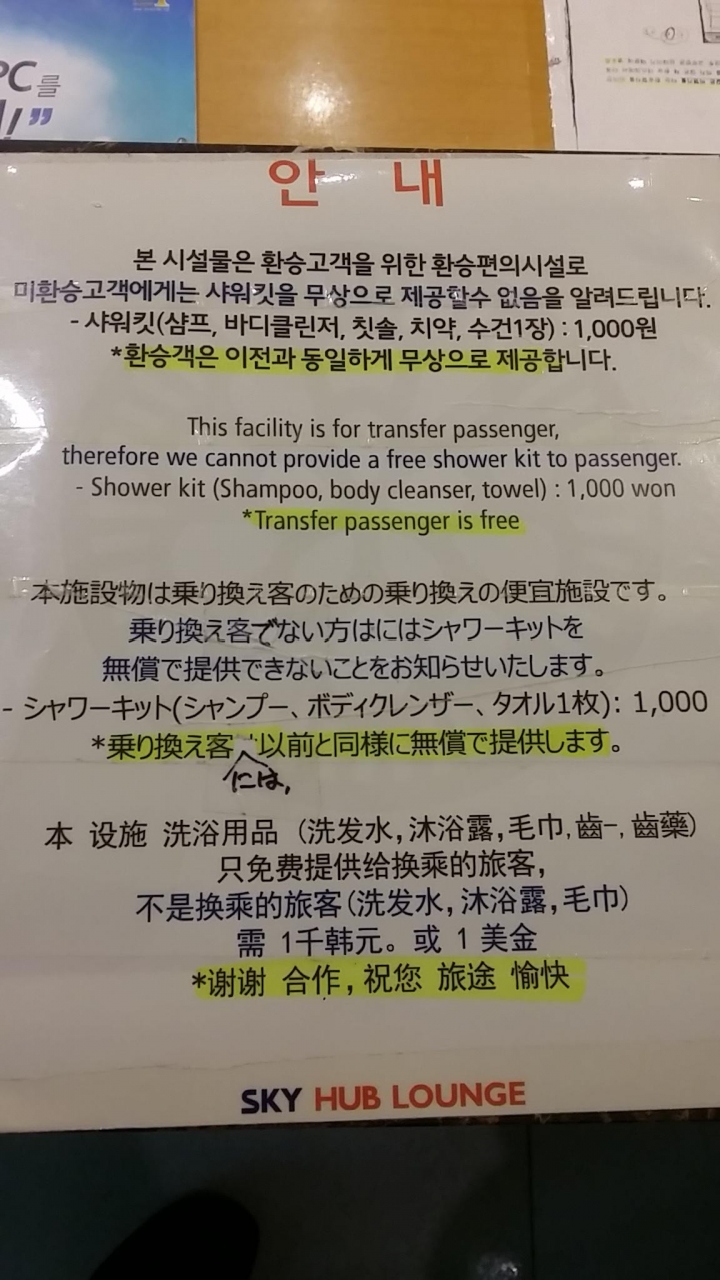 PC를
!”
안 내
본 시설물은 환승고객을 위한 환승편의시설로
미환승고객에게는 샤워킷을 무상으로 제공할수 없음을 알려드립니다.
- 샤워킷(샴프, 바디클린저, 칫솔, 치약, 수건1장) : 1,000원
*환승객은 이전과 동일하게 무상으로 제공합니다.
This facility is for transfer passenger,
therefore we cannot provide a free shower kit to passenger.
- Shower kit (Shampoo, body cleanser, towel) : 1,000 won
*Transfer passenger is free
本施設物は乗り換え客のための乗り換えの便宜施設です。
乗り換え客でない方はにはシャワーキットを
無償で提供できないことをお知らせいたします。
- シャワーキット(シャンプー、ボディクレンザー、タオル1枚): 1,000
*乗り換え客 以前と同様に無償で提供します。
には,
本 设施 洗浴用品 (洗发水,沐浴露,毛巾,齒-,齒藥)
只免费提供给换乘的旅客,
不是换乘的旅客(洗发水,沐浴露,毛巾)
需 1千韩元。或 1 美金
*谢谢 合作,祝您 旅途 愉快
SKY HUB LOUNGE